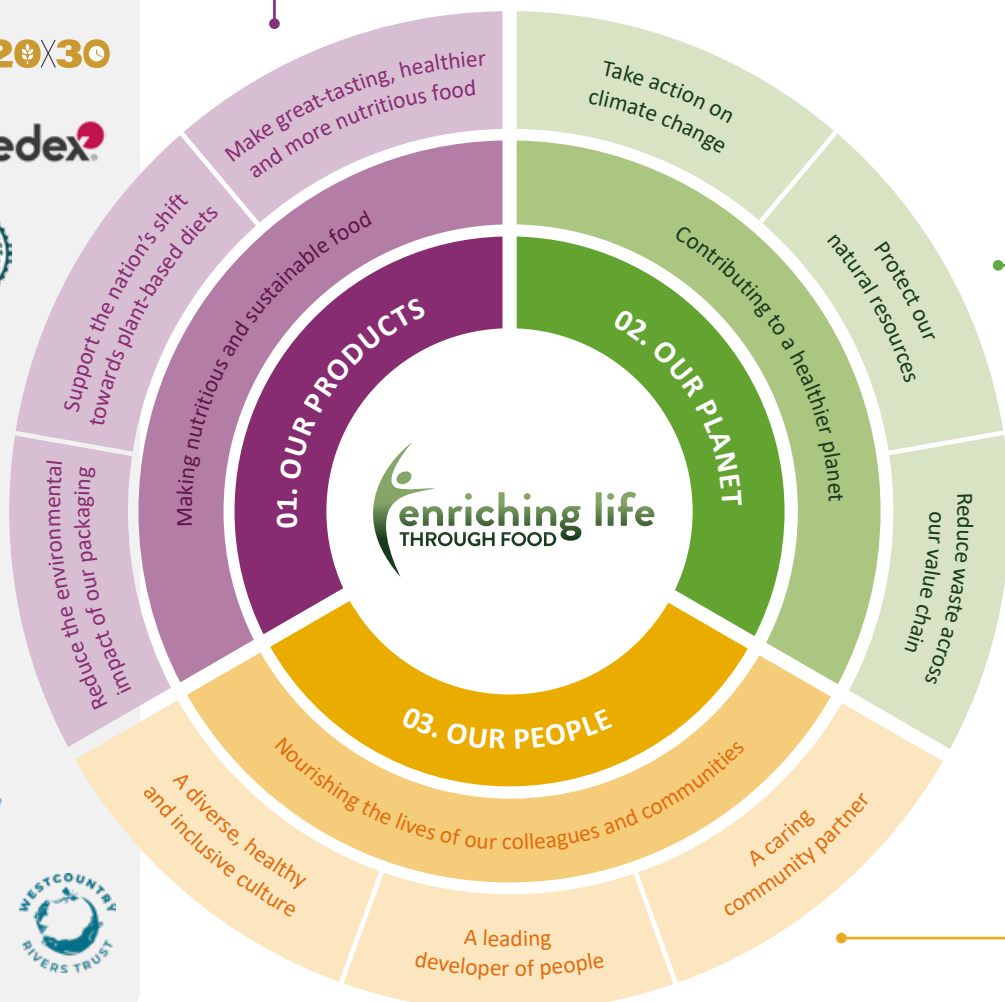 20X30
edex
WESTCOUNTRY
RIVERS TRUST
enriching life
THROUGH FOOD
01. OUR PRODUCTS
Making nutritious and sustainable food
Make great-tasting, healthier
and more nutritious food
Support the nation's shift
towards plant-based diets
Reduce the environmental
impact of our packaging
02. OUR PLANET
Contributing to a healthier planet
Take action on
climate change
Protect our
natural resources
Reduce waste across
our value chain
03. OUR PEOPLE
Nourishing the lives of our colleagues and communities
A diverse, healthy
and inclusive culture
A leading
developer of people
A caring
community partner